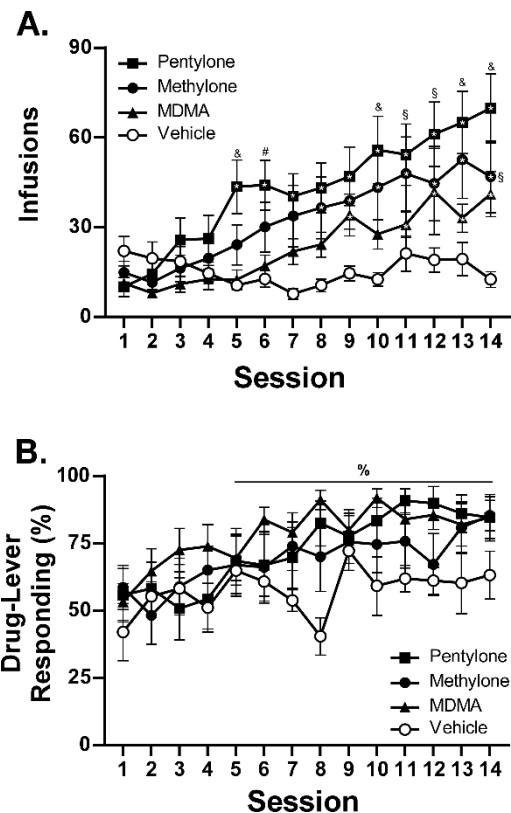 A.
90
60
30
0
Infusions
Pentylone
Methylone
MDMA
Vehicle
& # & § § & &
§
1 2 3 4 5 6 7 8 9 10 11 12 13 14
Session
B.
100
75
50
25
0
Drug-Lever
Responding (%)
%
Pentylone
Methylone
MDMA
Vehicle
1 2 3 4 5 6 7 8 9 10 11 12 13 14
Session